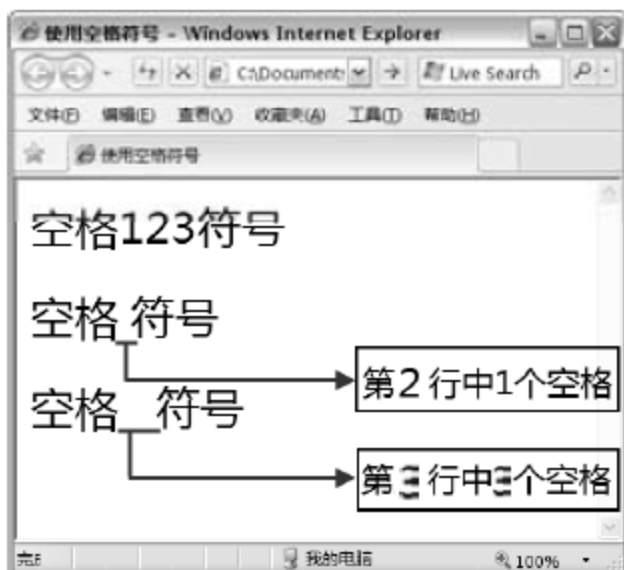 使用空格符号 - Windows Internet Explorer
C:\Document Live Search
文件(F) 编辑(E) 查看(V) 收藏夹(A) 工具(T) 帮助(H)
使用空格符号
空格123符号
空格 符号
第2行中1个空格
空格   符号
第3行中3个空格
我的电脑 100%